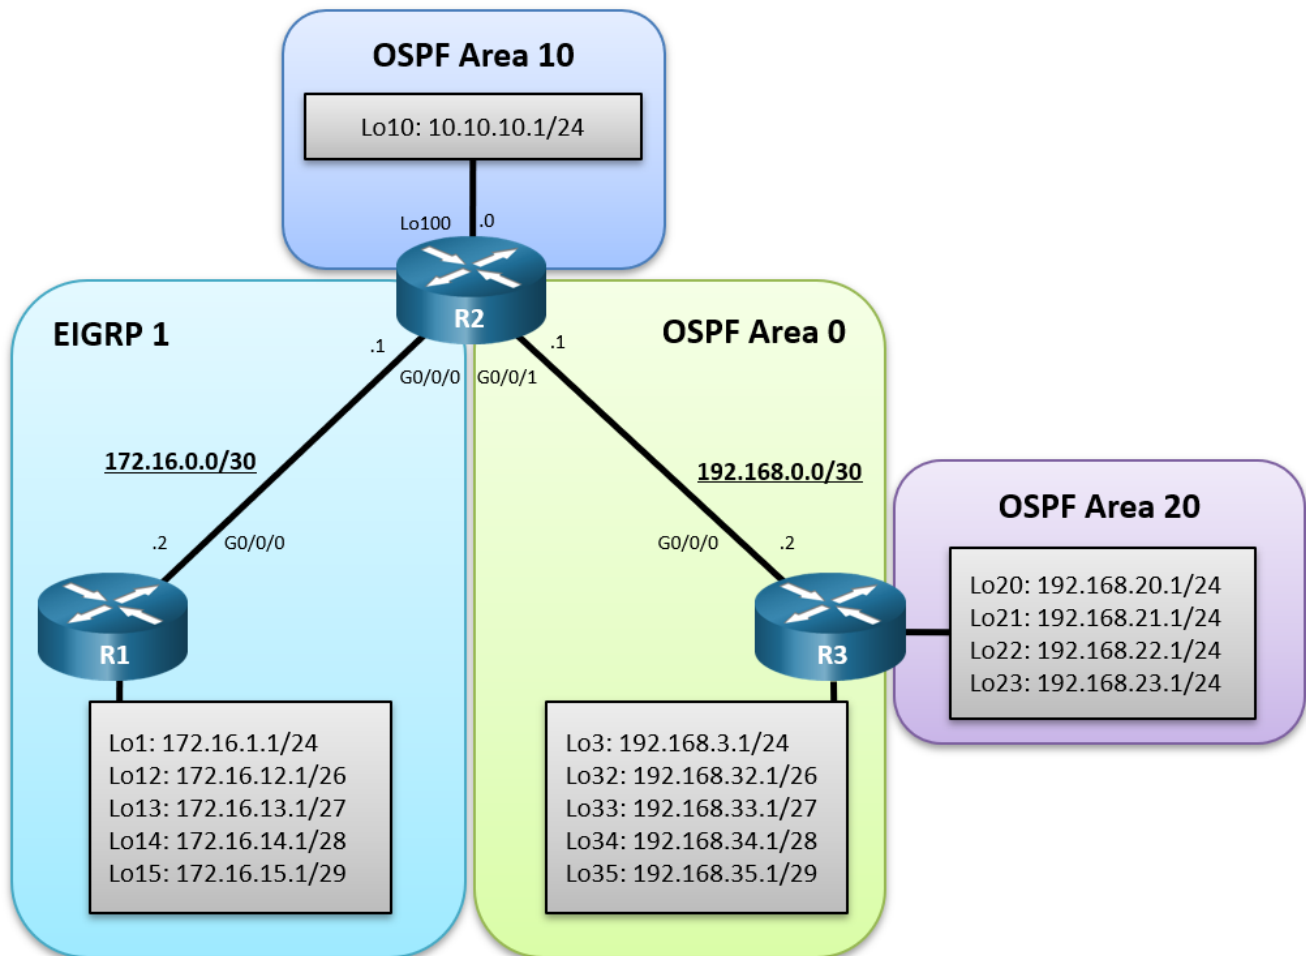 OSPF Area 10
Lo10: 10.10.10.1/24
Lo100
.0
R2
EIGRP 1
OSPF Area 0
.1
.1
G0/0/0
G0/0/1
172.16.0.0/30
192.168.0.0/30
OSPF Area 20
.2
G0/0/0
G0/0/0
.2
Lo20: 192.168.20.1/24
Lo21: 192.168.21.1/24
Lo22: 192.168.22.1/24
Lo23: 192.168.23.1/24
R1
R3
Lo1: 172.16.1.1/24
Lo12: 172.16.12.1/26
Lo13: 172.16.13.1/27
Lo14: 172.16.14.1/28
Lo15: 172.16.15.1/29
Lo3: 192.168.3.1/24
Lo32: 192.168.32.1/26
Lo33: 192.168.33.1/27
Lo34: 192.168.34.1/28
Lo35: 192.168.35.1/29